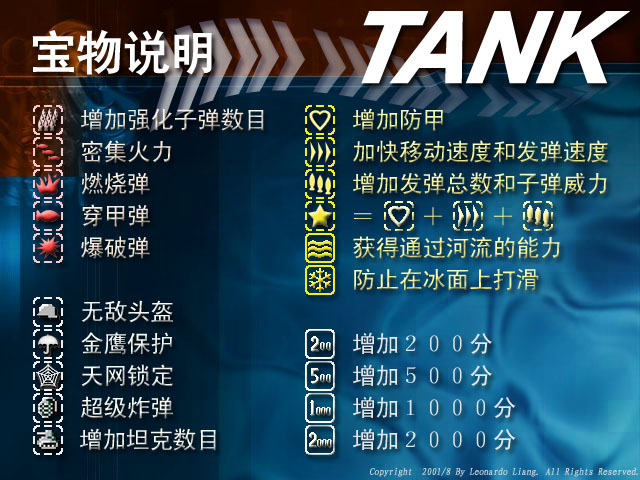 宝物说明
TANK
增加强化子弹数目
密集火力
燃烧弹
穿甲弹
爆破弹
无敌头盔
金鹰保护
天网锁定
超级炸弹
增加坦克数目
增加防甲
加快移动速度和发弹速度
增加发弹总数和子弹威力
= + +
获得通过河流的能力
防止在冰面上打滑
200 增加２００分
500 增加５００分
1000 增加１０００分
2000 增加２０００分
Copyright 2001/8 By Leonardo Liang. All Rights Reserved.